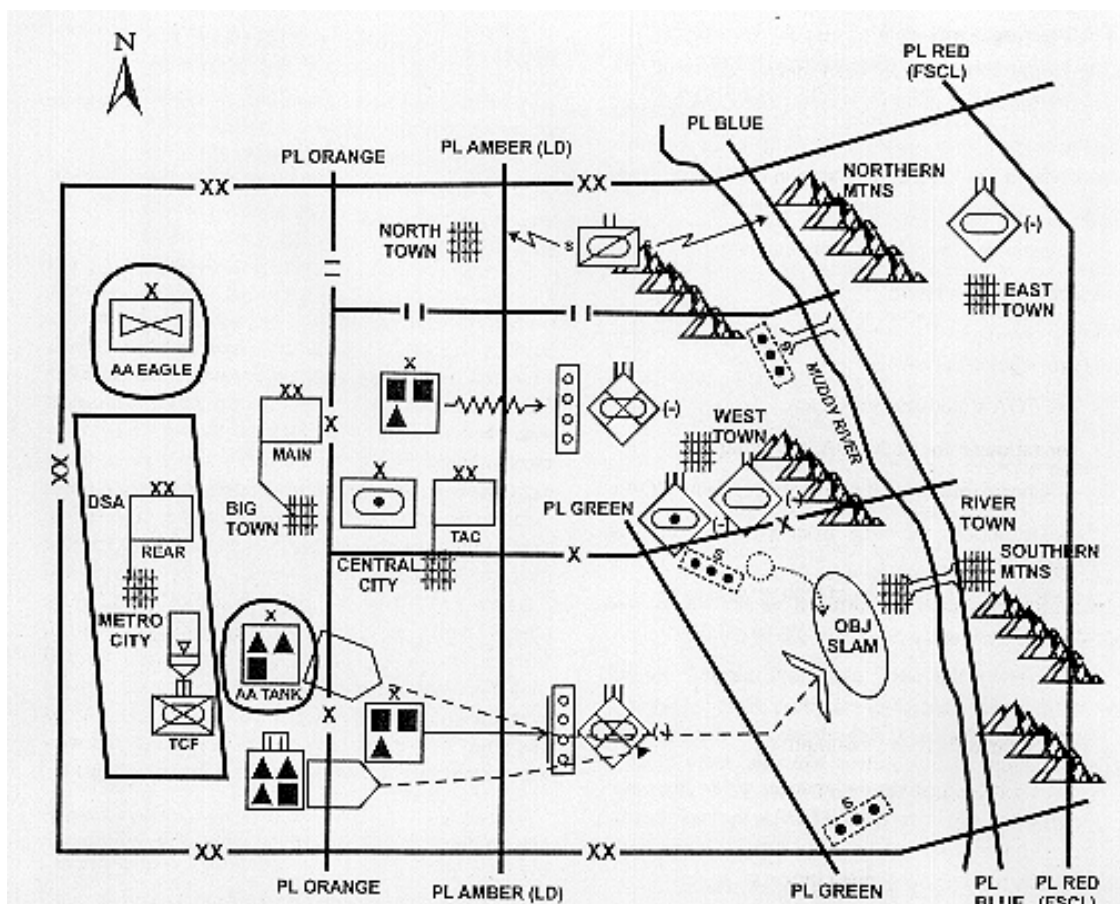 N
PL RED
(FSCL)
PL BLUE
PL AMBER (LD)
PL ORANGE
XX
XX
NORTHERN
MTNS
NORTH
TOWN
S
S
(-)
EAST
TOWN
X
AA EAGLE
X
S
MUDDY RIVER
XX
MAIN
X
(-)
WEST
TOWN
XX
DSA
XX
REAR
BIG
TOWN
XX
TAC
PL GREEN
(-)
(-)
X
RIVER
TOWN
X
CENTRAL
CITY
S
SOUTHERN
MTNS
METRO
CITY
OBJ
SLAM
X
AA TANK
X
X
(-)
TCF
S
XX
XX
PL ORANGE
PL AMBER (LD)
PL GREEN
PL
BLUE
PL RED
(FSCL)